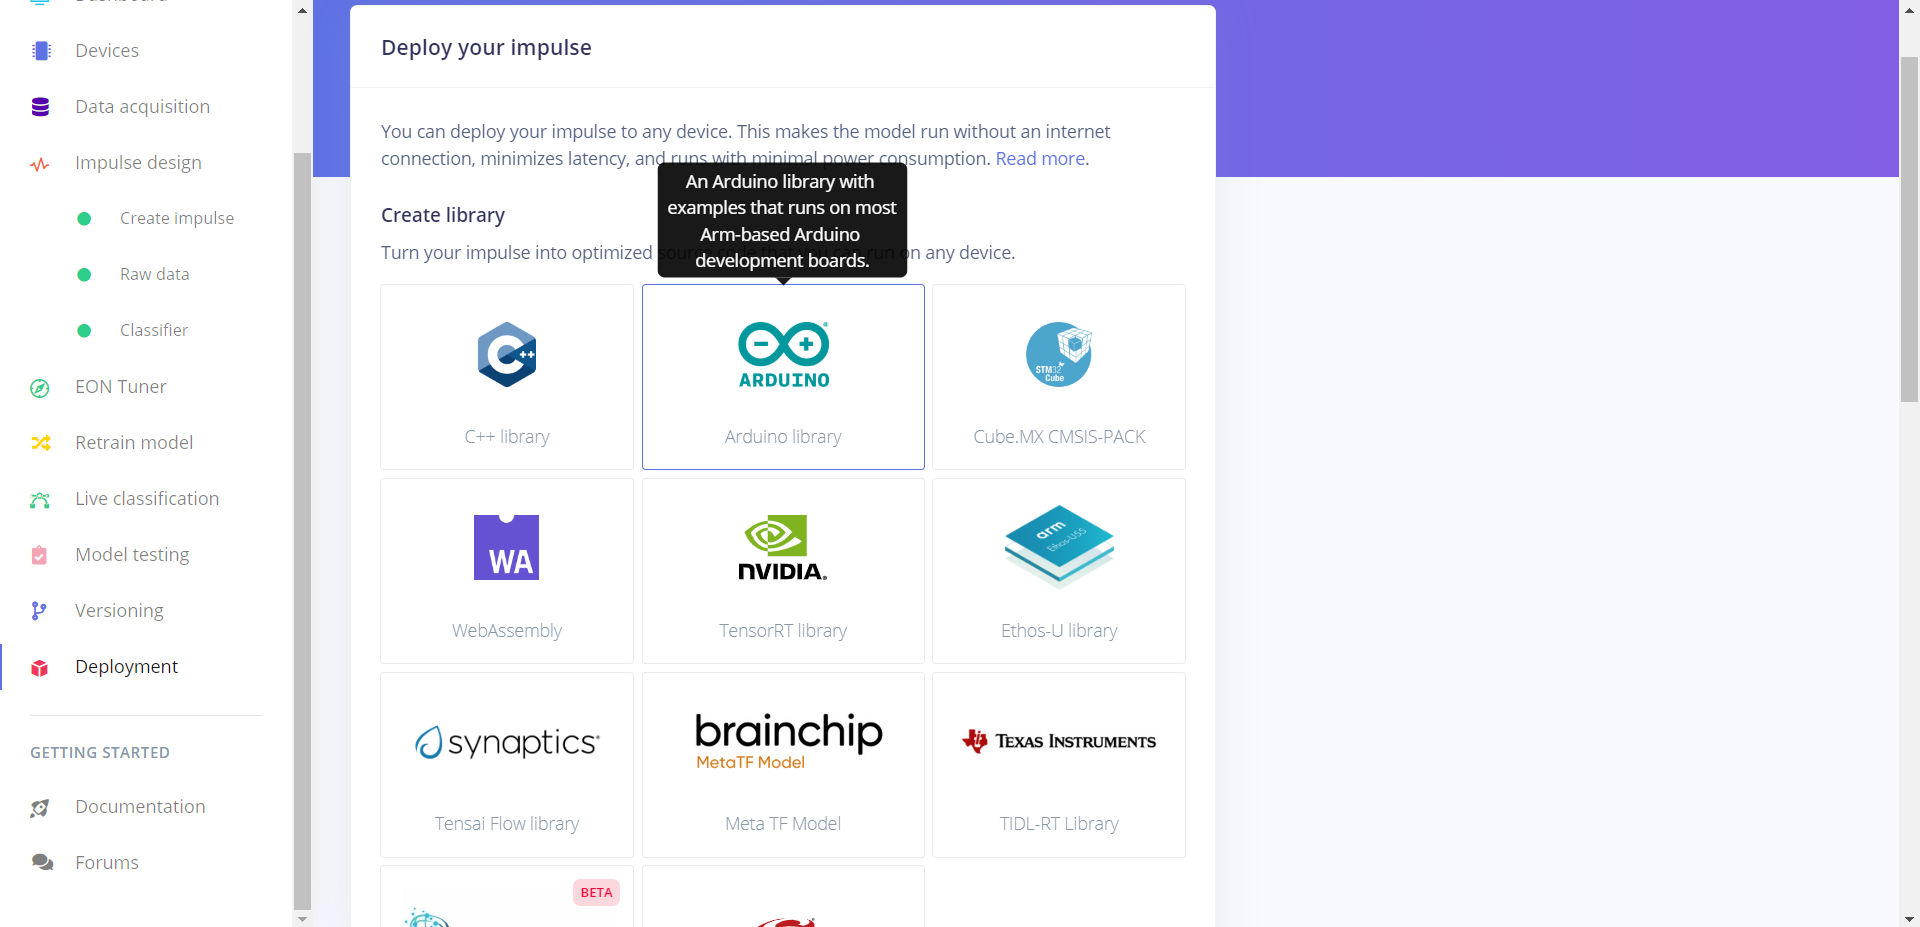 Dashboard
Devices
Data acquisition
Impulse design
Create impulse
Raw data
Classifier
EON Tuner
Retrain model
Live classification
Model testing
Versioning
Deployment
GETTING STARTED
Documentation
Forums
Deploy your impulse
You can deploy your impulse to any device. This makes the model run without an internet
connection, minimizes latency, and runs with minimal power consumption. Read more.
An Arduino library with
examples that runs on most
Arm-based Arduino
development boards.
Create library
Turn your impulse into optimized source code that you can run on any device.
C++
C++ library
ARDUINO
Arduino library
STM32
Cube
Cube.MX CMSIS-PACK
WA
WebAssembly
NVIDIA.
TensorRT library
arm
Ethos-U55
Ethos-U library
synaptics
Tensai Flow library
brainchip
MetaTF Model
Meta TF Model
TEXAS INSTRUMENTS
TIDL-RT Library
BETA